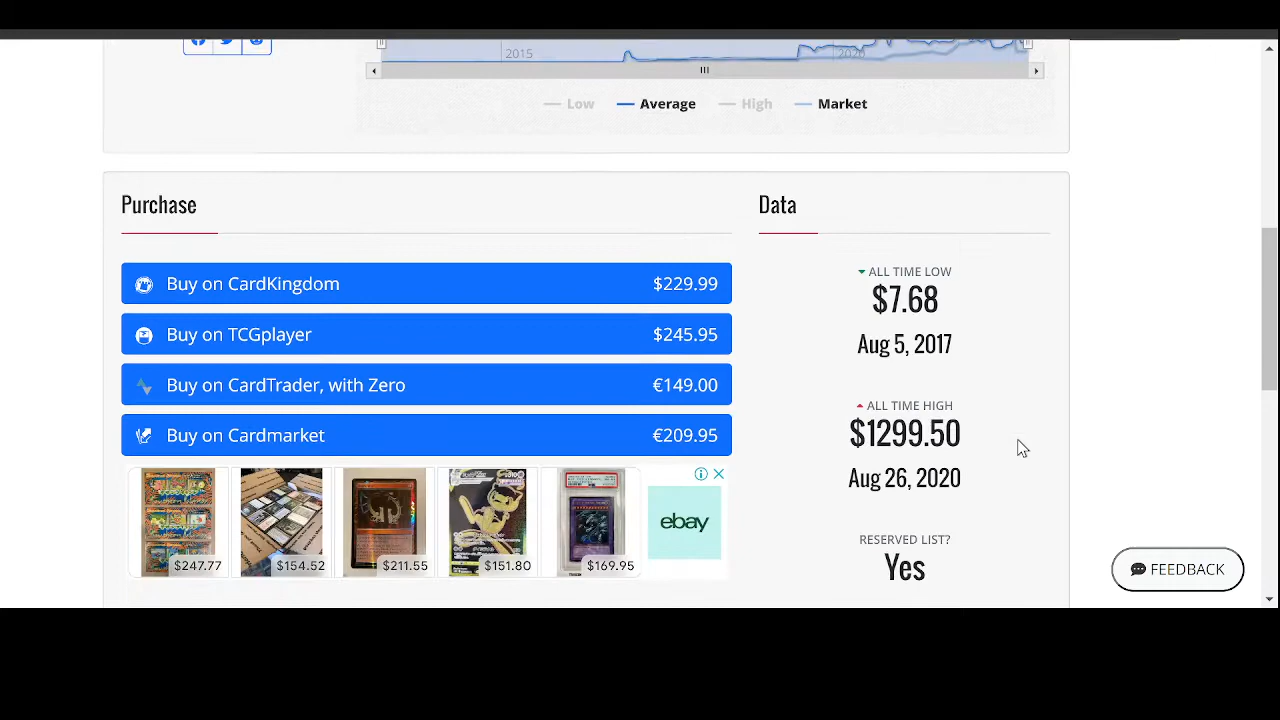 2015
2020
Low
Average
High
Market
Purchase
Data
Buy on CardKingdom
$229.99
Buy on TCGplayer
$245.95
Buy on CardTrader, with Zero
€149.00
Buy on Cardmarket
€209.95
ALL TIME LOW
$7.68
Aug 5, 2017
ALL TIME HIGH
$1299.50
Aug 26, 2020
RESERVED LIST?
Yes
$247.77
$154.52
$211.55
$151.80
$169.95
ebay
FEEDBACK